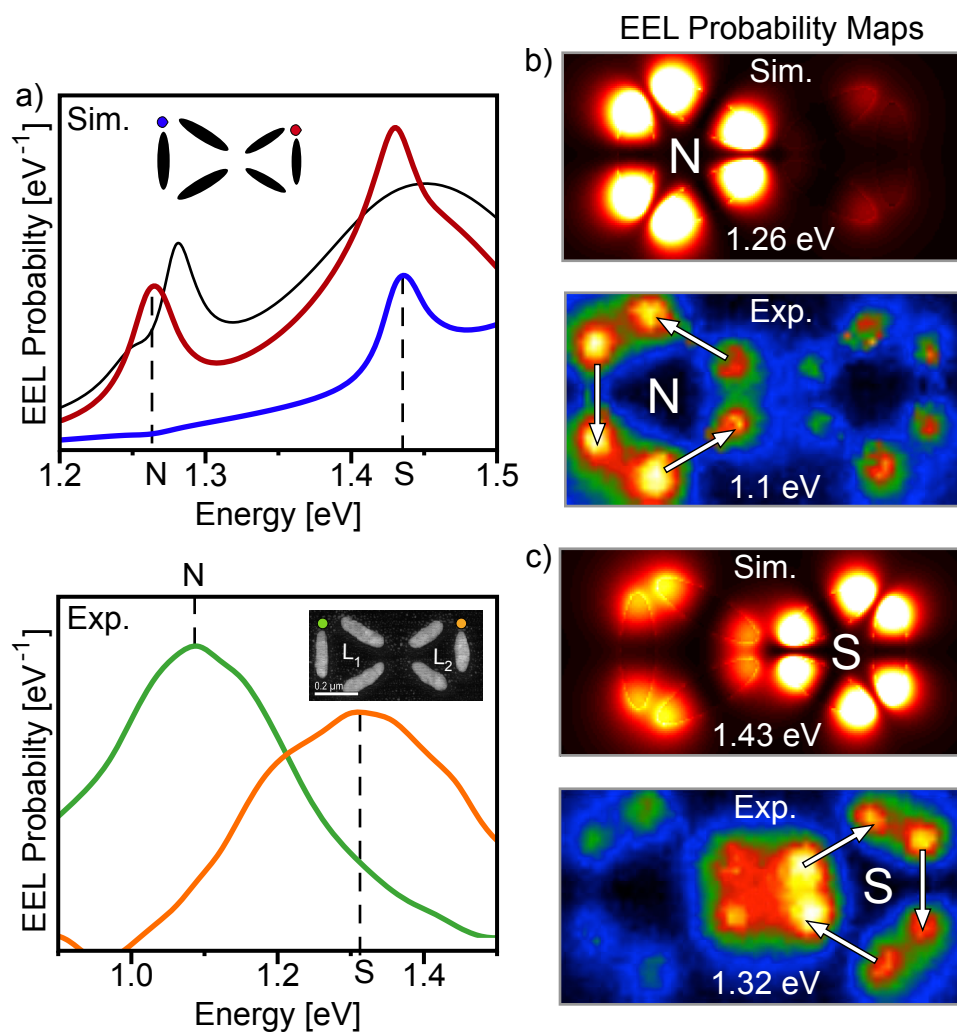 EEL Probability Maps
a)
Sim.
EEL Probabilty [eV⁻¹]
1.2
N
1.3
1.4
S
1.5
Energy [eV]
N
Exp.
L₁
L₂
0.2 µm
EEL Probability [eV⁻¹]
1.0
1.2
S
1.4
Energy [eV]
b)
Sim.
N
1.26 eV
Exp.
N
1.1 eV
c)
Sim.
S
1.43 eV
Exp.
S
1.32 eV